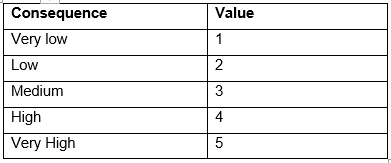 Consequence Value
Very low 1
Low 2
Medium 3
High 4
Very High 5